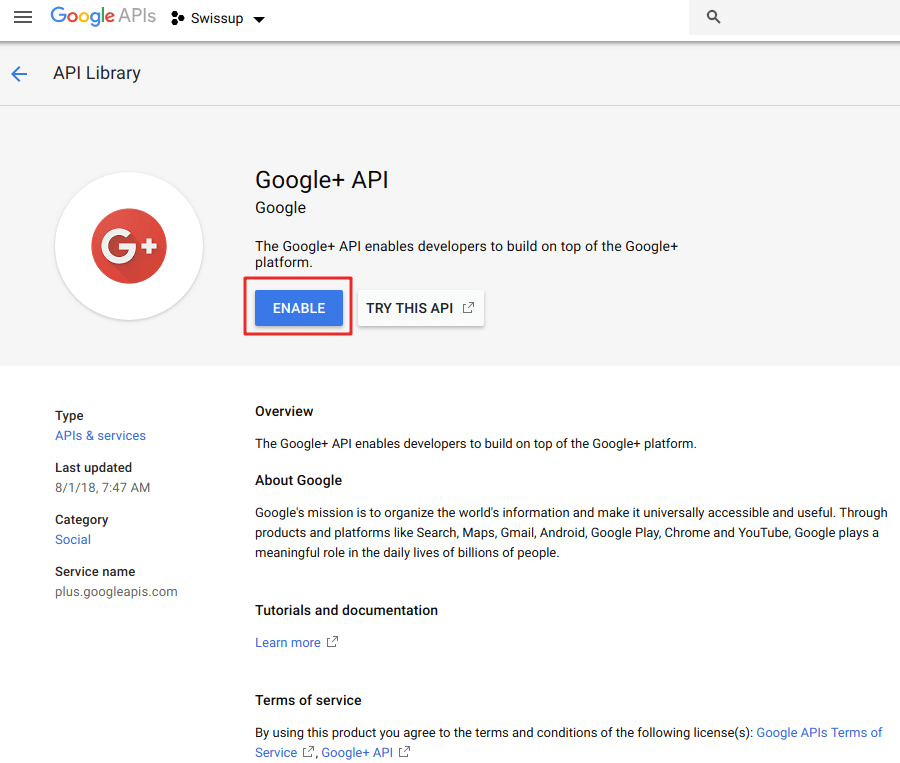 Google APIs Swissup
API Library
Google+ API
Google
The Google+ API enables developers to build on top of the Google+
platform.
G+
ENABLE
TRY THIS API
Type
APIs & services
Last updated
8/1/18, 7:47 AM
Category
Social
Service name
plus.googleapis.com
Overview
The Google+ API enables developers to build on top of the Google+ platform.
About Google
Google's mission is to organize the world's information and make it universally accessible and useful. Through
products and platforms like Search, Maps, Gmail, Android, Google Play, Chrome and YouTube, Google plays a
meaningful role in the daily lives of billions of people.
Tutorials and documentation
Learn more
Terms of service
By using this product you agree to the terms and conditions of the following license(s): Google APIs Terms of
Service , Google+ API